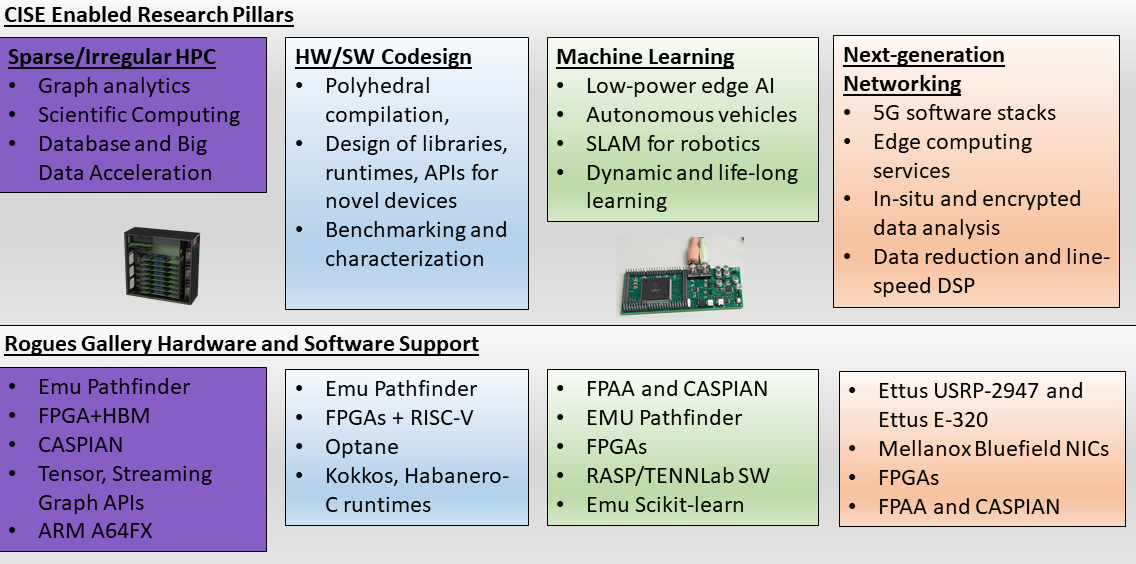 CISE Enabled Research Pillars
Sparse/Irregular HPC
• Graph analytics
• Scientific Computing
• Database and Big
Data Acceleration
HW/SW Codesign
• Polyhedral
compilation,
• Design of libraries,
runtimes, APIs for
novel devices
• Benchmarking and
characterization
Machine Learning
• Low-power edge AI
• Autonomous vehicles
• SLAM for robotics
• Dynamic and life-long
learning
Next-generation
Networking
• 5G software stacks
• Edge computing
services
• In-situ and encrypted
data analysis
• Data reduction and line-
speed DSP
Rogues Gallery Hardware and Software Support
• Emu Pathfinder
• FPGA+HBM
• CASPIAN
• Tensor, Streaming
Graph APIs
• ARM A64FX
• Emu Pathfinder
• FPGAs + RISC-V
• Optane
• Kokkos, Habanero-
C runtimes
• FPAA and CASPIAN
• EMU Pathfinder
• FPGAs
• RASP/TENNLab SW
• Emu Scikit-learn
• Ettus USRP-2947 and
Ettus E-320
• Mellanox Bluefield NICs
• FPGAs
• FPAA and CASPIAN